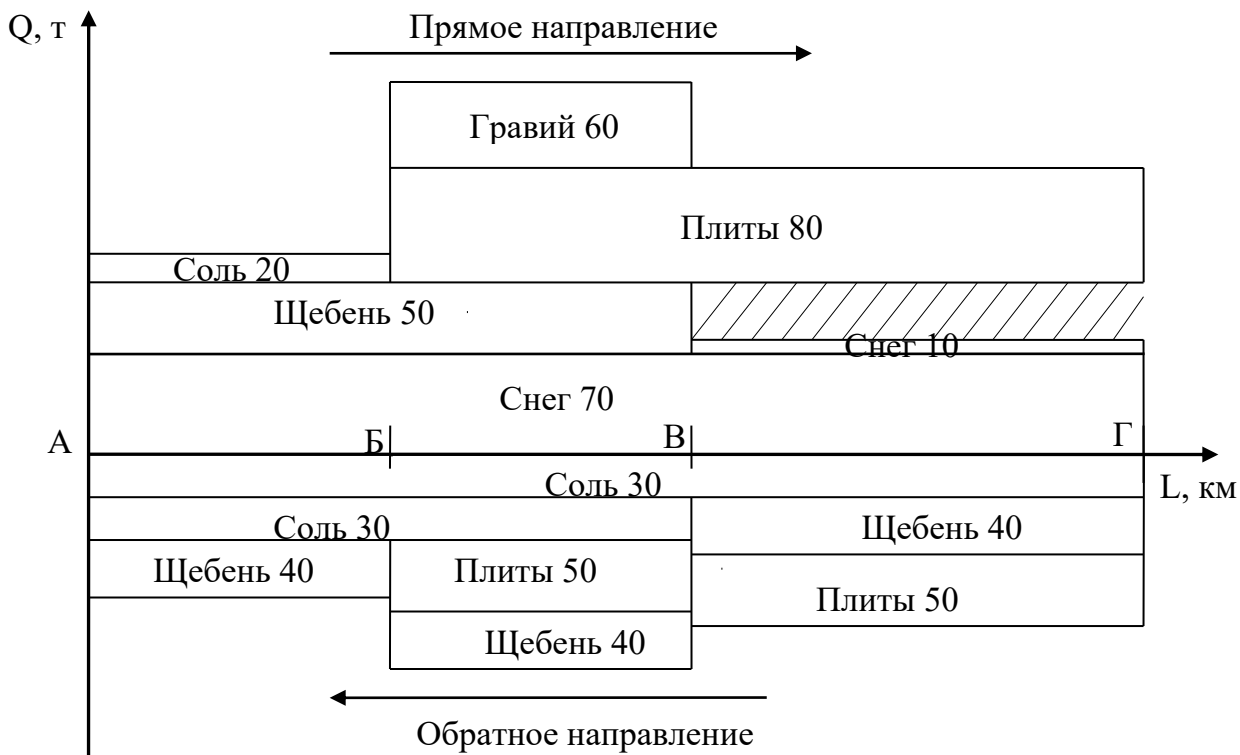 Q, т
Прямое направление
Гравий 60
Плиты 80
Соль 20
Щебень 50
Снег 10
Снег 70
А
Б
В
Г
L, км
Соль 30
Соль 30
Щебень 40
Щебень 40
Плиты 50
Плиты 50
Щебень 40
Обратное направление